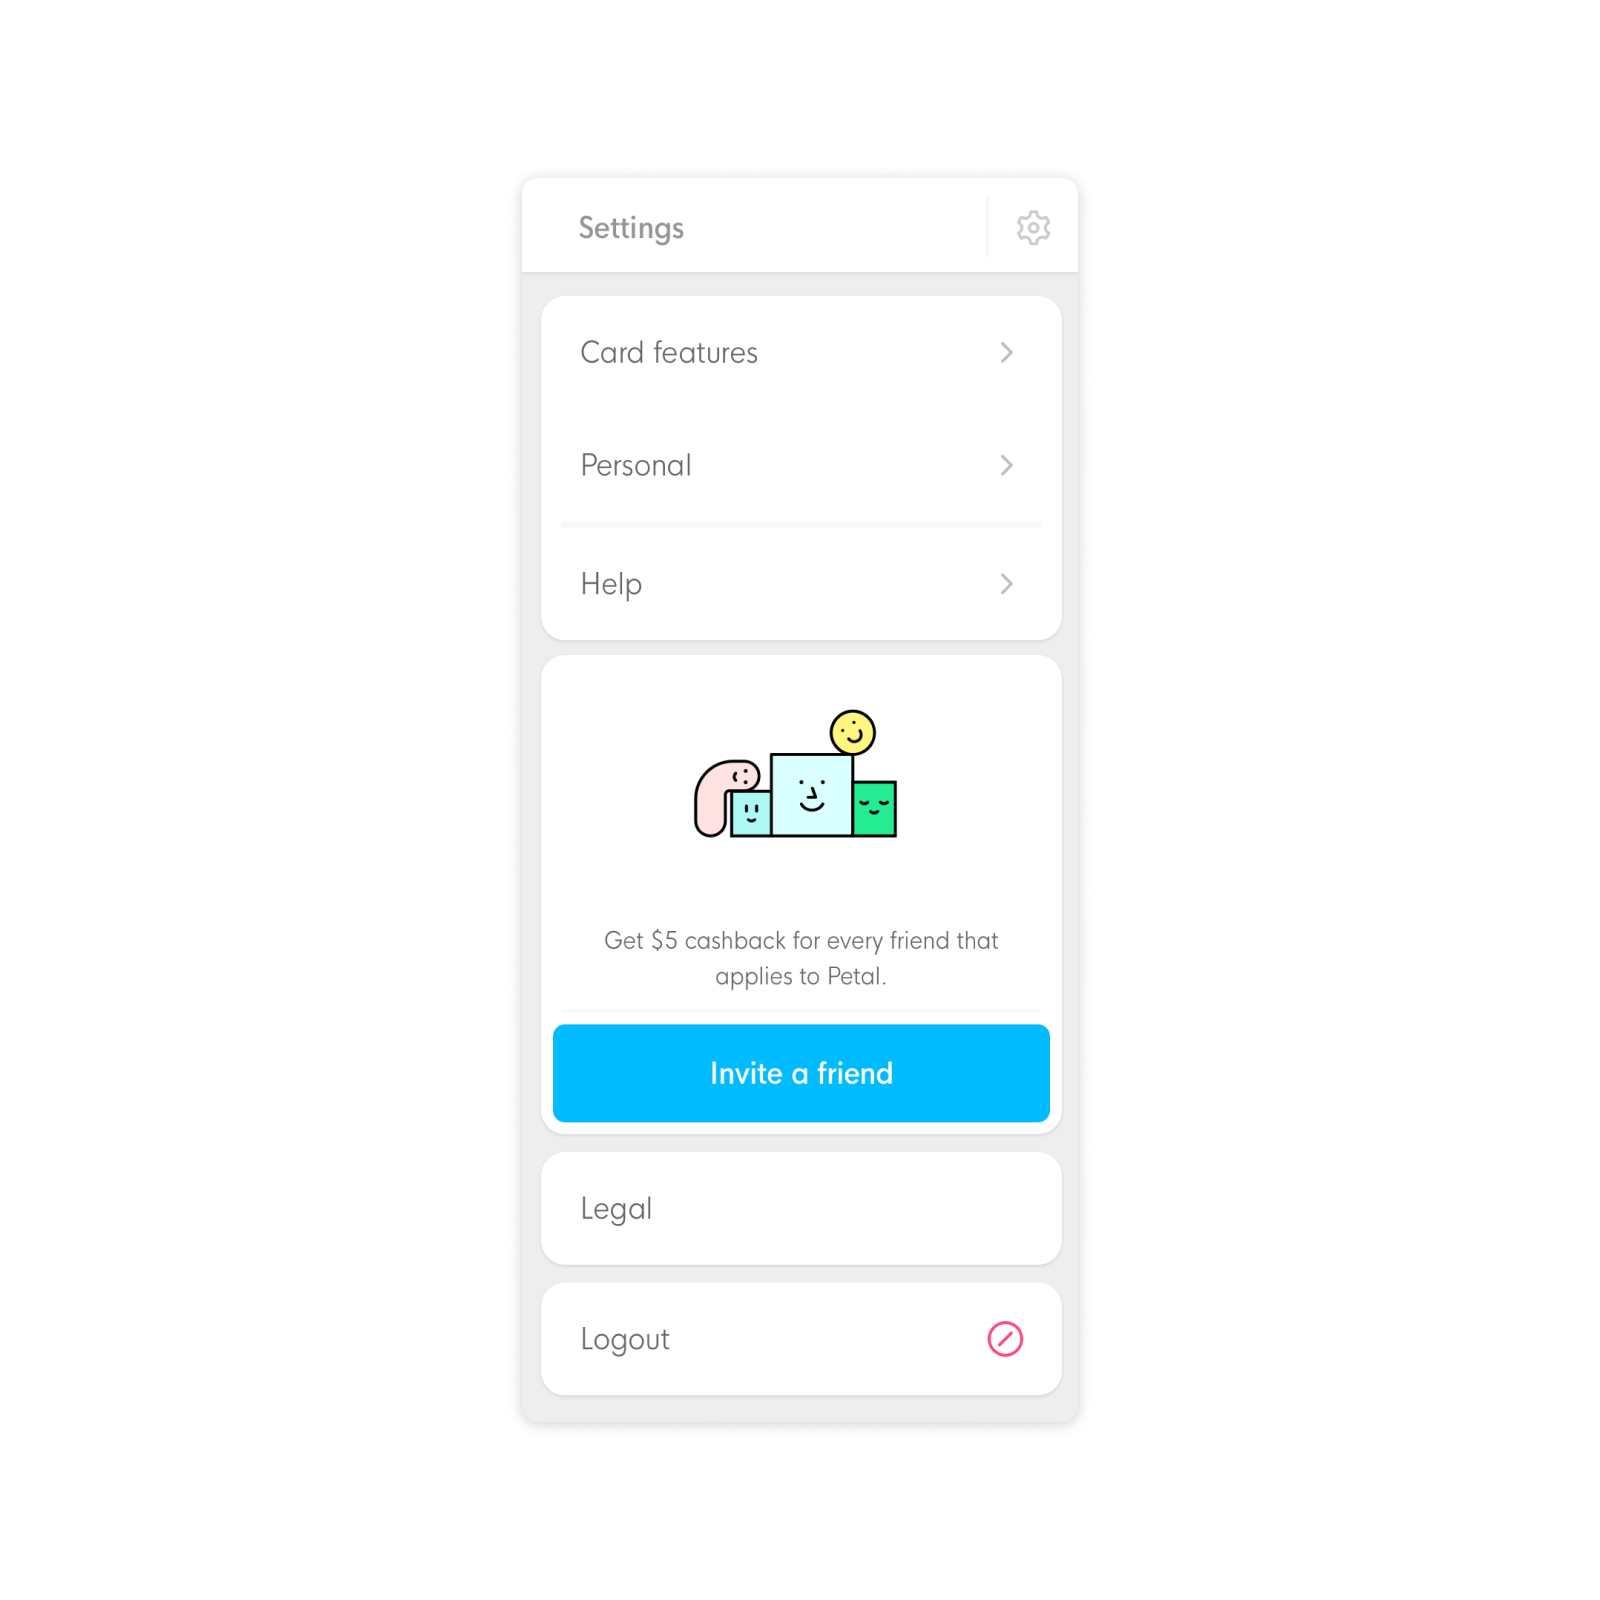 Settings
Card features
Personal
Help
Get $5 cashback for every friend that
applies to Petal.
Invite a friend
Legal
Logout